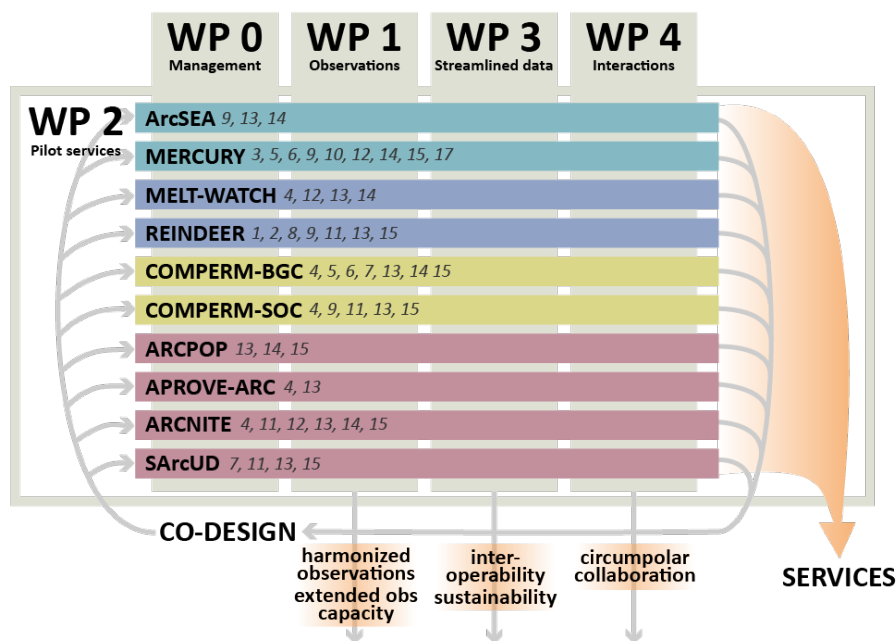 WP 0
Management
WP 1
Observations
WP 3
Streamlined data
WP 4
Interactions
WP 2
Pilot services
ArcSEA 9, 13, 14
MERCURY 3, 5, 6, 9, 10, 12, 14, 15, 17
MELT-WATCH 4, 12, 13, 14
REINDEER 1, 2, 8, 9, 11, 13, 15
COMPERM-BGC 4, 5, 6, 7, 13, 14 15
COMPERM-SOC 4, 9, 11, 13, 15
ARCPOP 13, 14, 15
APROVE-ARC 4, 13
ARCNITE 4, 11, 12, 13, 14, 15
SArcUD 7, 11, 13, 15
CO-DESIGN
harmonized
observations
extended obs
capacity
inter-
operability
sustainability
circumpolar
collaboration
SERVICES